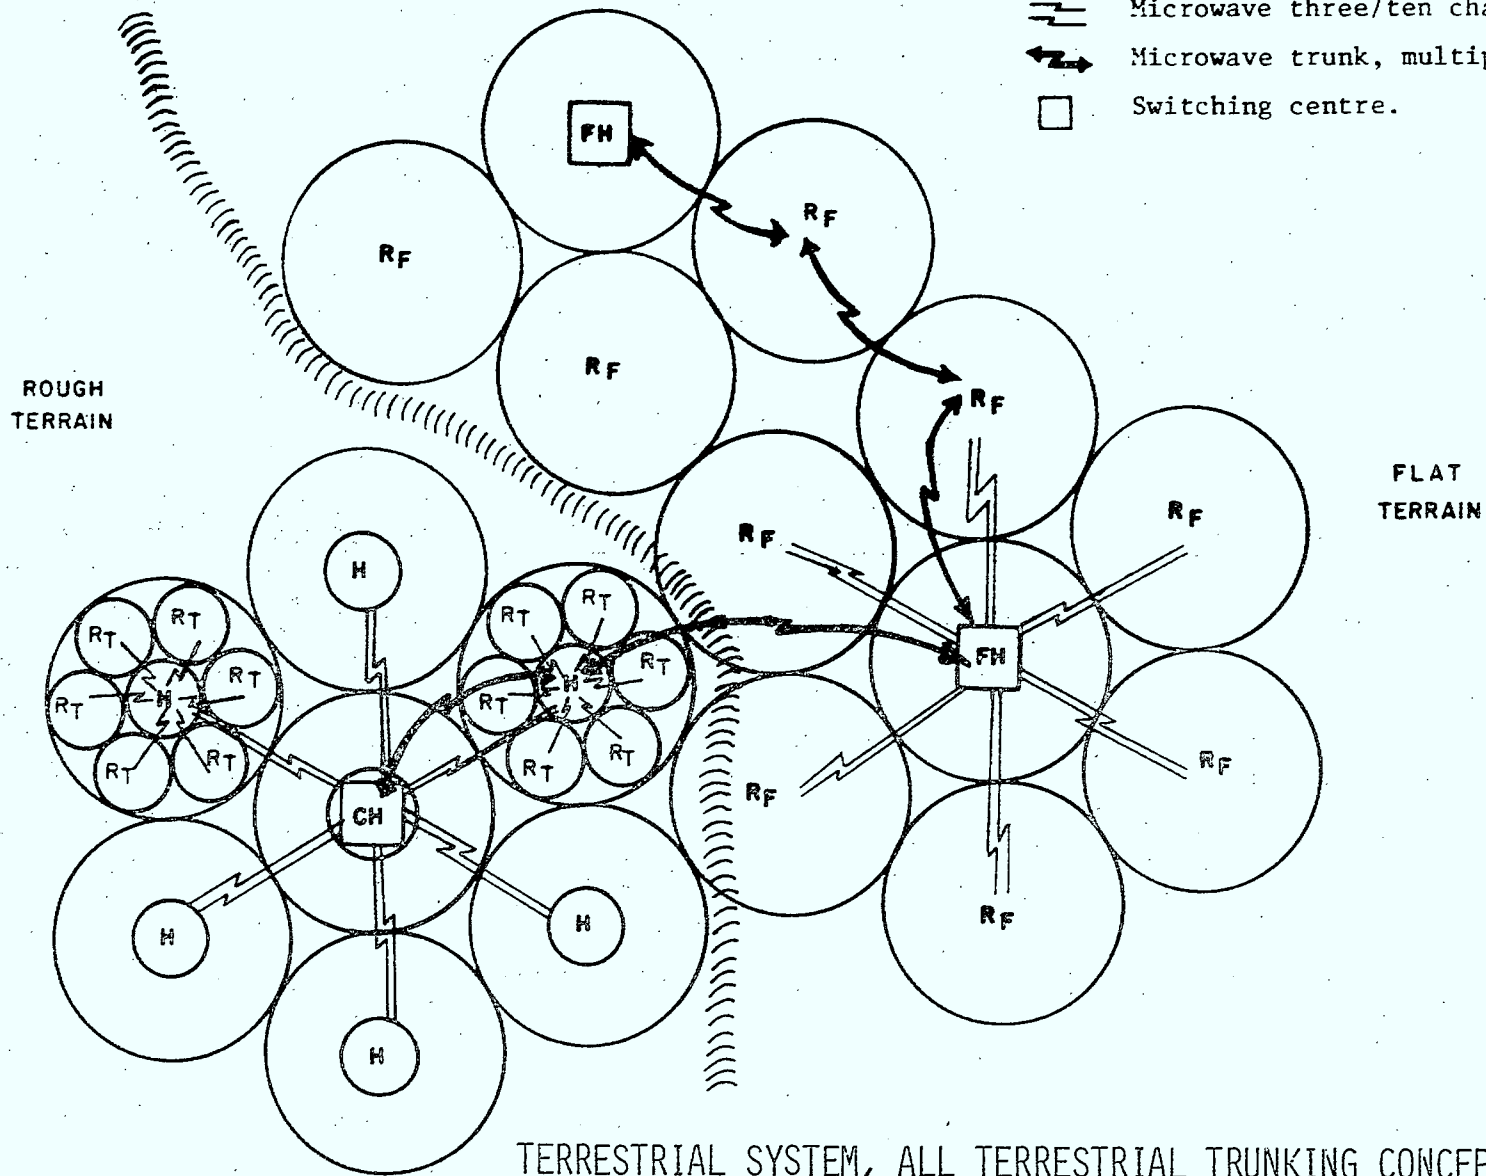 Microwave three/ten cha
Microwave trunk, multip
Switching centre.
FH
RF
RF
RF
ROUGH
TERRAIN
RF
FLAT
TERRAIN
RF
RF
H
RT
RT
RT
RT
H
RT
RT
RT
H
RT
RT
RT
RT
RT
FH
RF
RF
CH
RF
H
H
H
TERRESTRIAL SYSTEM, ALL TERRESTRIAL TRUNKING CONCEP